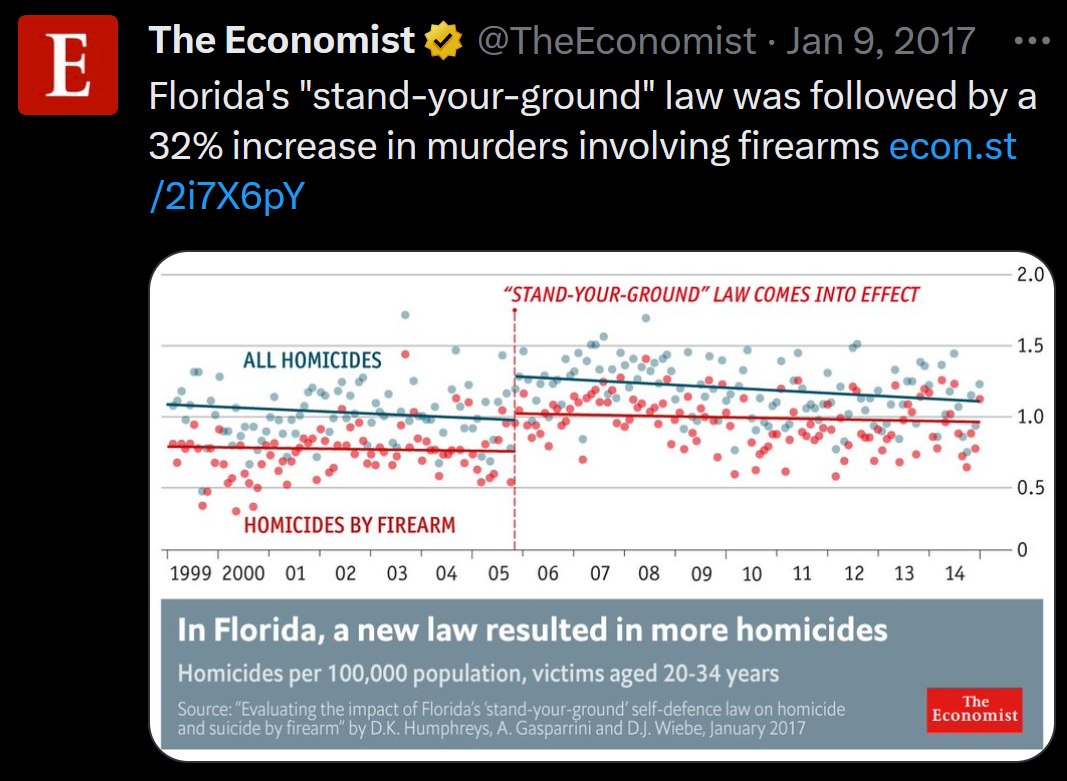 E
The Economist @TheEconomist · Jan 9, 2017 ···
Florida's "stand-your-ground" law was followed by a
32% increase in murders involving firearms econ.st
/2i7X6pY
2.0
"STAND-YOUR-GROUND" LAW COMES INTO EFFECT
1.5
ALL HOMICIDES
1.0
0.5
HOMICIDES BY FIREARM
0
1999 2000 01 02 03 04 05 06 07 08 09 10 11 12 13 14
In Florida, a new law resulted in more homicides
Homicides per 100,000 population, victims aged 20-34 years
Source: "Evaluating the impact of Florida's 'stand-your-ground' self-defence law on homicide
and suicide by firearm" by D.K. Humphreys, A. Gasparrini and D.J. Wiebe, January 2017
The
Economist